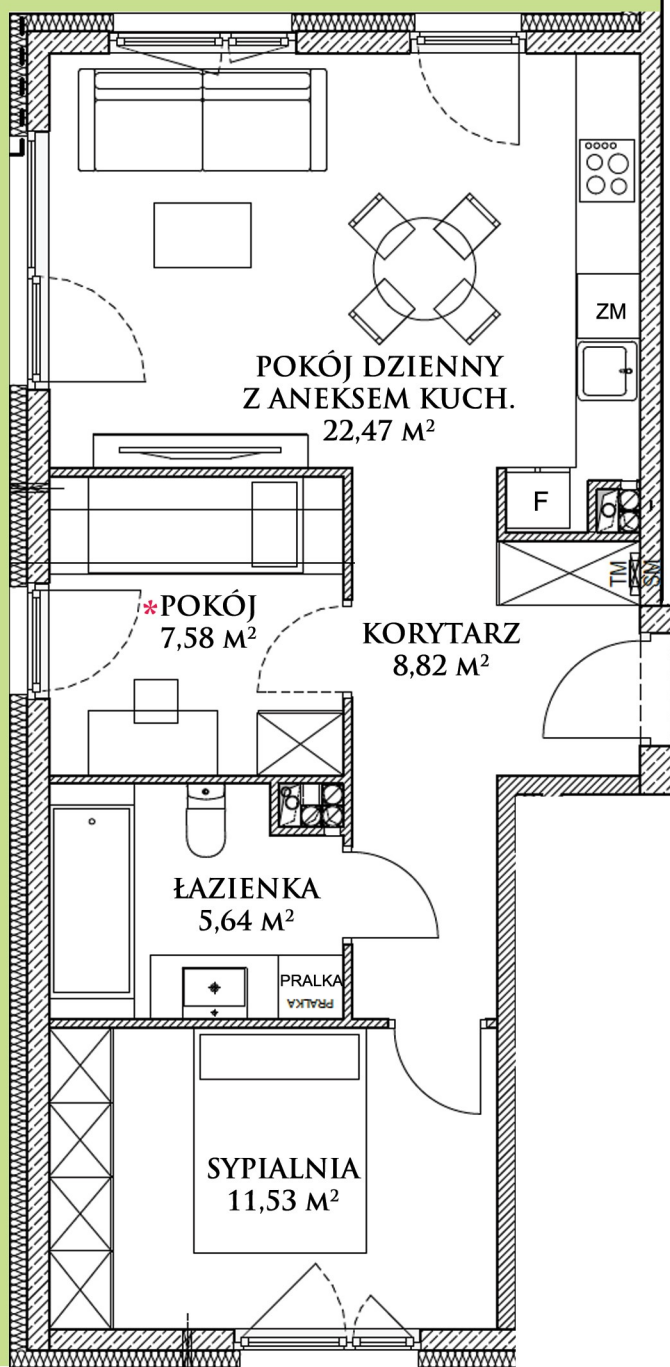 ZM
POKÓJ DZIENNY
Z ANEKSEM KUCH.
22,47 M²
F
TM
SM
*POKÓJ
7,58 M²
KORYTARZ
8,82 M²
ŁAZIENKA
5,64 M²
PRALKA
PRALKA
SYPIALNIA
11,53 M²